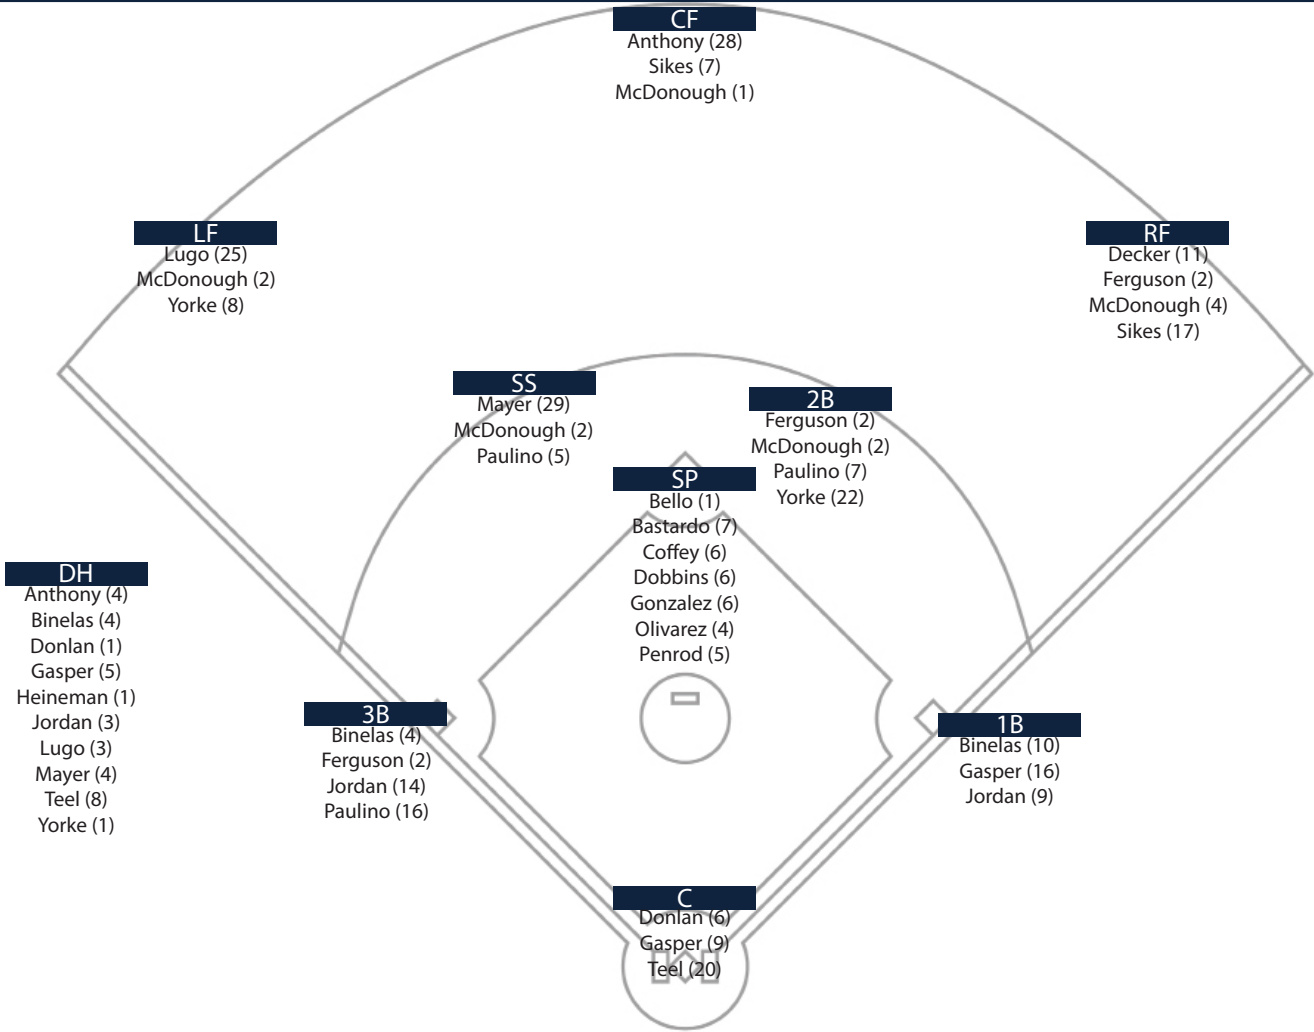 CF
Anthony (28)
Sikes (7)
McDonough (1)
LF
Lugo (25)
McDonough (2)
Yorke (8)
RF
Decker (11)
Ferguson (2)
McDonough (4)
Sikes (17)
SS
Mayer (29)
McDonough (2)
Paulino (5)
2B
Ferguson (2)
McDonough (2)
Paulino (7)
Yorke (22)
SP
Bello (1)
Bastardo (7)
Coffey (6)
Dobbins (6)
Gonzalez (6)
Olivarez (4)
Penrod (5)
DH
Anthony (4)
Binelas (4)
Donlan (1)
Gasper (5)
Heineman (1)
Jordan (3)
Lugo (3)
Mayer (4)
Teel (8)
Yorke (1)
3B
Binelas (4)
Ferguson (2)
Jordan (14)
Paulino (16)
1B
Binelas (10)
Gasper (16)
Jordan (9)
C
Donlan (6)
Gasper (9)
Teel (20)